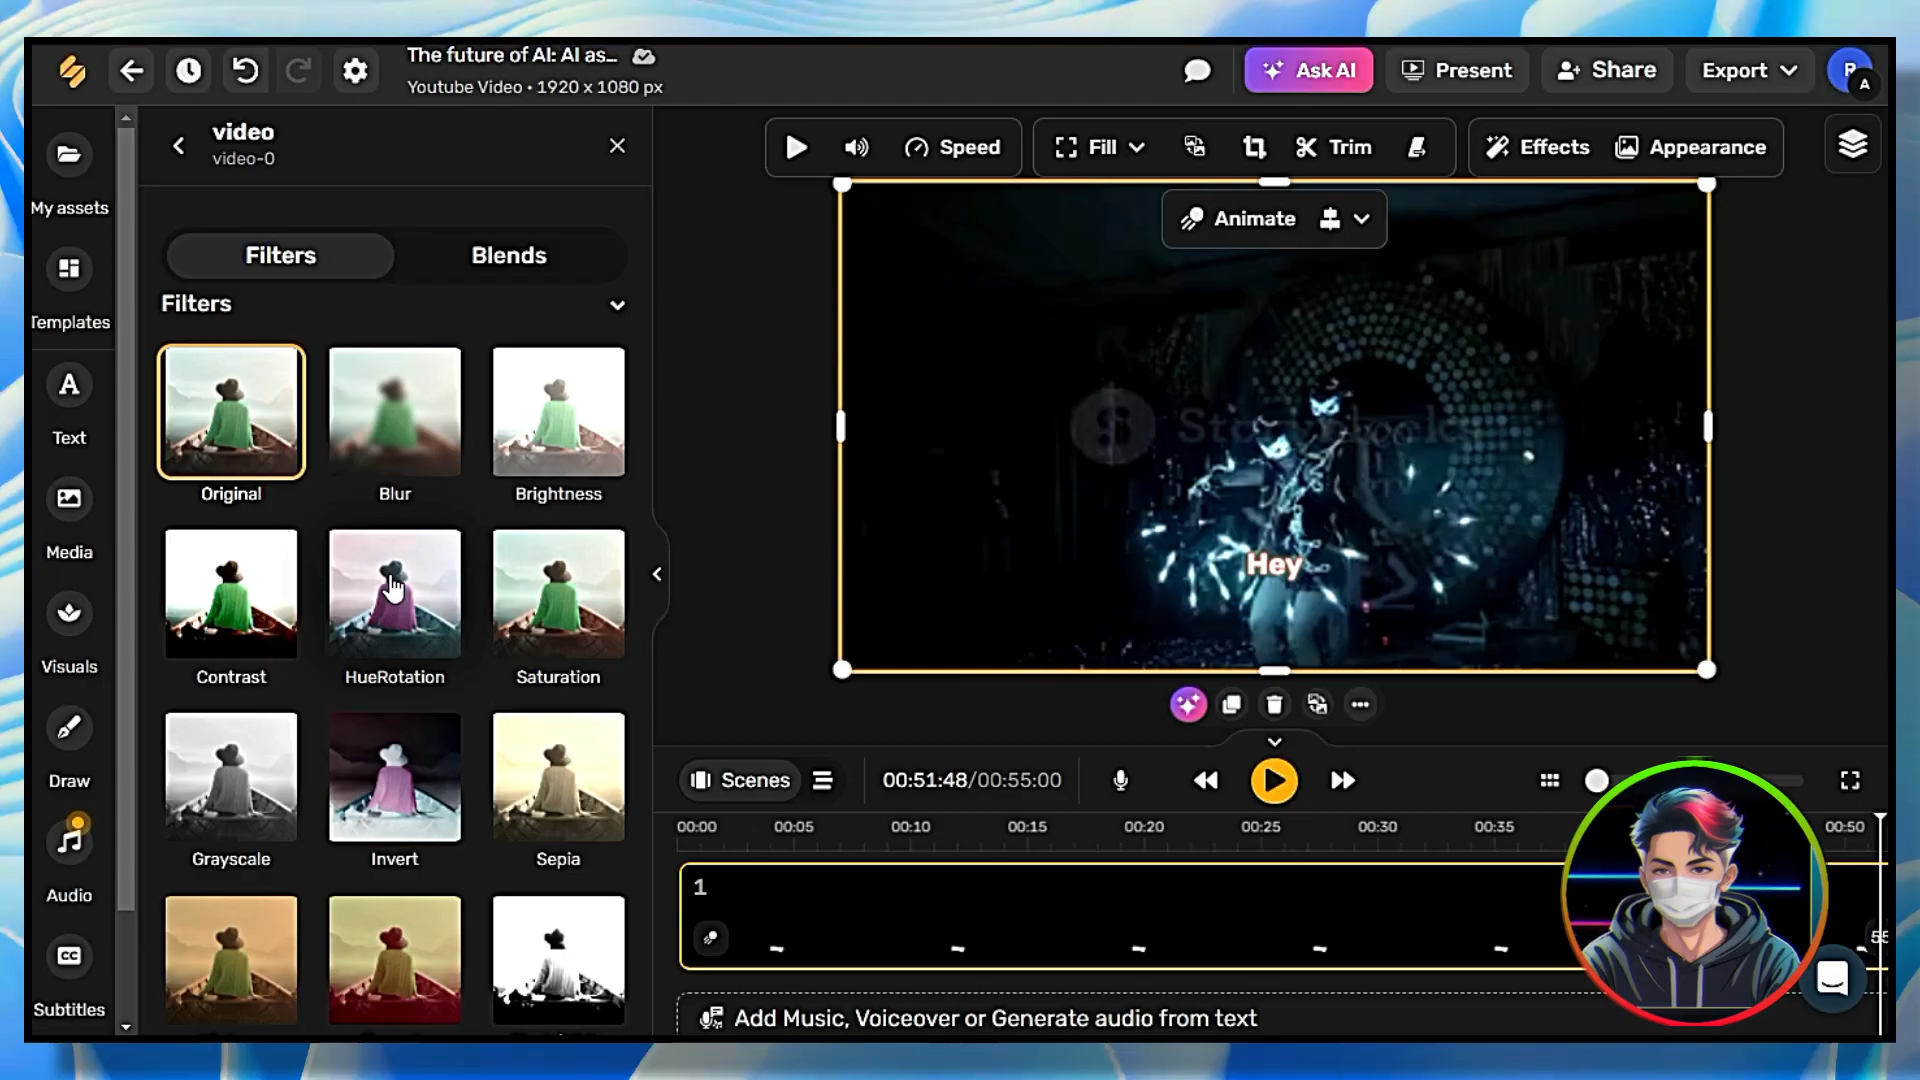 The future of AI: AI as...
Youtube Video • 1920 x 1080 px
Ask AI
Present
Share
Export
A
video
video-0
Speed
Fill
Trim
Effects
Appearance
My assets
Templates
Text
Media
Visuals
Draw
Audio
Subtitles
Filters
Blends
Filters
Original
Blur
Brightness
Contrast
HueRotation
Saturation
Grayscale
Invert
Sepia
Animate
Hey
Scenes
00:51:48/00:55:00
00:00
00:05
00:10
00:15
00:20
00:25
00:30
00:35
00:50
1
CC
Add Music, Voiceover or Generate audio from text